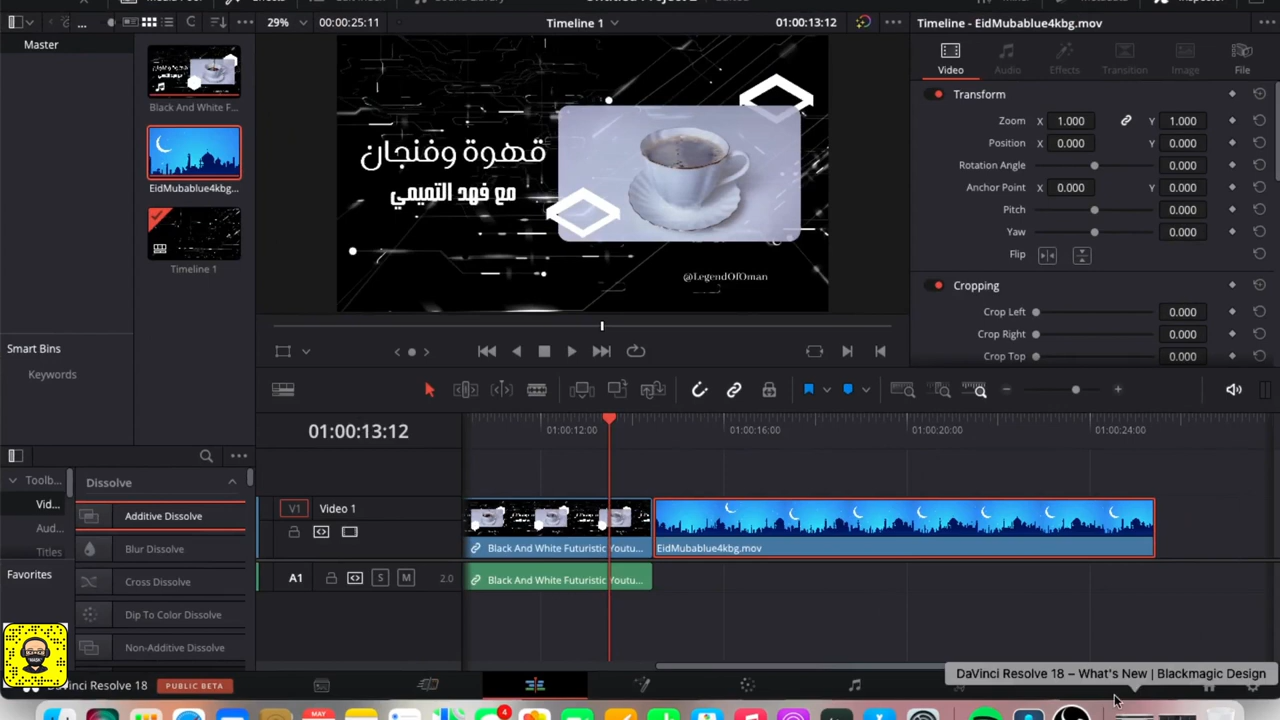 29%
00:00:25:11
Timeline 1
01:00:13:12
Timeline - EidMubablue4kbg.mov
Master
Black And White F...
EidMubablue4kbg...
Timeline 1
Smart Bins
Keywords
قهوة وفنجان
مع فهد التميمي
@LegendOfOman
Video
Audio
Effects
Transition
Image
File
Transform
Zoom X 1.000 Y 1.000
Position X 0.000 Y 0.000
Rotation Angle 0.000
Anchor Point X 0.000 Y 0.000
Pitch 0.000
Yaw 0.000
Flip
Cropping
Crop Left 0.000
Crop Right 0.000
Crop Top 0.000
01:00:13:12
01:00:12:00
01:00:16:00
01:00:20:00
01:00:24:00
Toolb...
Dissolve
Vid...
Additive Dissolve
Aud...
Blur Dissolve
Titles
Cross Dissolve
Favorites
Dip To Color Dissolve
Non-Additive Dissolve
V1 Video 1
Black And White Futuristic Youtu...
EidMubablue4kbg.mov
A1 S M 2.0
Black And White Futuristic Youtu...
DaVinci Resolve 18 – What's New | Blackmagic Design
DaVinci Resolve 18
PUBLIC BETA
MAY
4